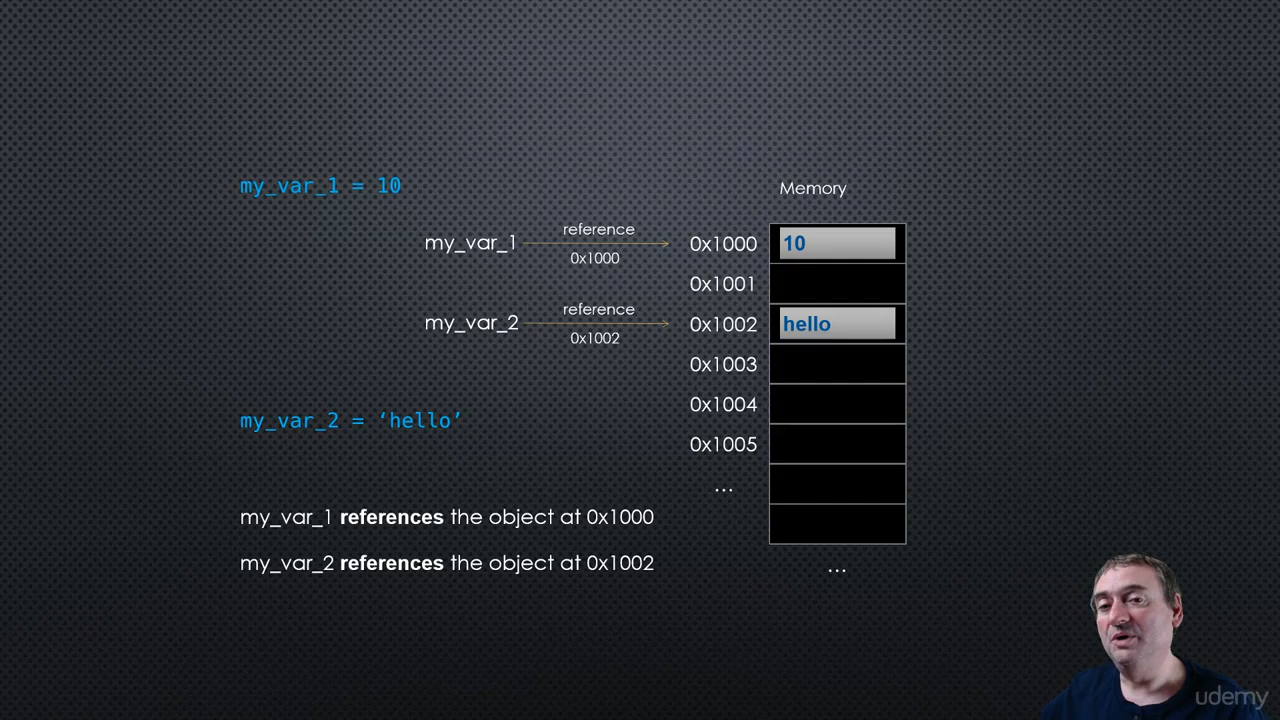 my_var_1 = 10
Memory
my_var_1
reference
0x1000
0x1000
10
0x1001
my_var_2
reference
0x1002
0x1002
hello
0x1003
0x1004
my_var_2 = ‘hello’
0x1005
...
my_var_1 references the object at 0x1000
my_var_2 references the object at 0x1002
...
udemy